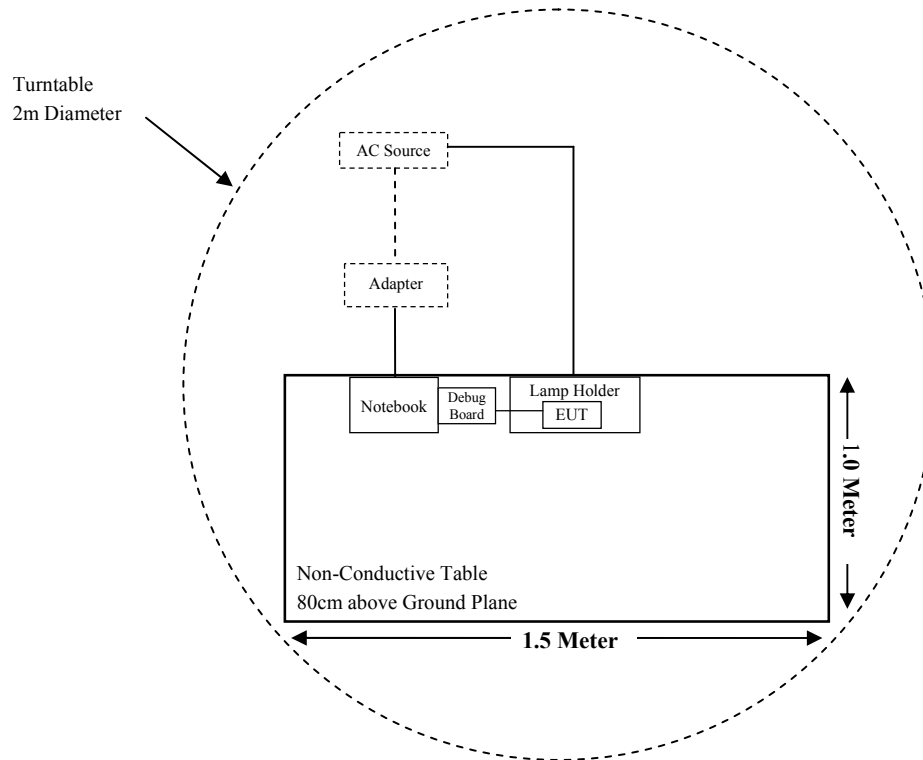 Turntable
2m Diameter
AC Source
Adapter
Notebook
Debug
Board
Lamp Holder
EUT
1.0 Meter
Non-Conductive Table
80cm above Ground Plane
1.5 Meter